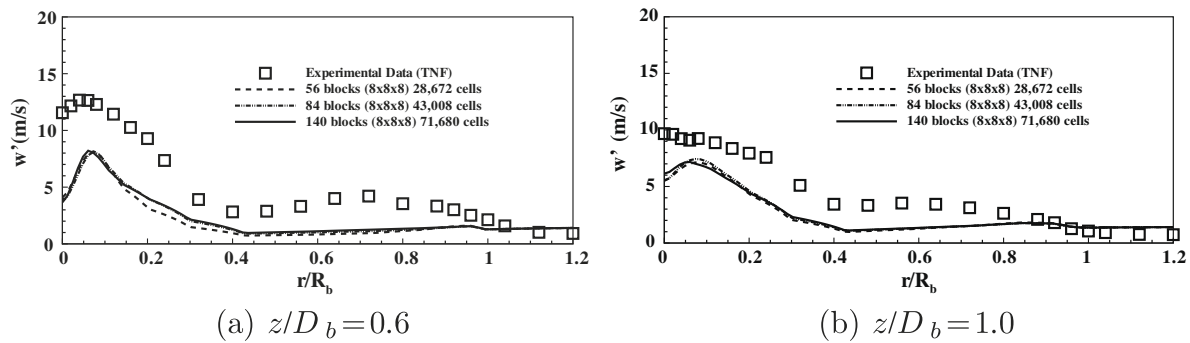 20
15
10
5
0
w'(m/s)
Experimental Data (TNF)
56 blocks (8x8x8) 28,672 cells
84 blocks (8x8x8) 43,008 cells
140 blocks (8x8x8) 71,680 cells
0 0.2 0.4 0.6 0.8 1 1.2
r/R_b
(a) z/D_b=0.6
20
15
10
5
0
w' (m/s)
Experimental Data (TNF)
56 blocks (8x8x8) 28,672 cells
84 blocks (8x8x8) 43,008 cells
140 blocks (8x8x8) 71,680 cells
0 0.2 0.4 0.6 0.8 1 1.2
r/R_b
(b) z/D_b=1.0